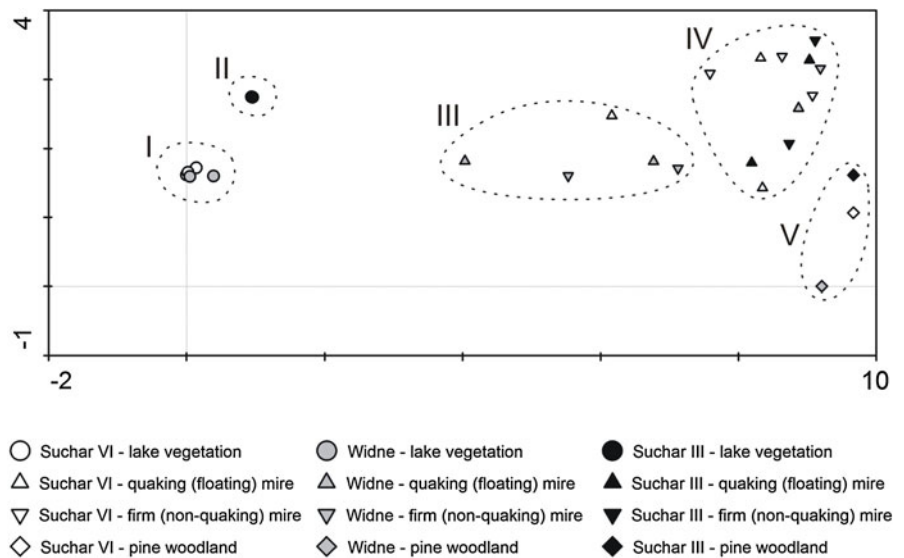 4
IV
II
III
I
V
-1
-2
10
Suchar VI - lake vegetation
Widne - lake vegetation
Suchar III - lake vegetation
Suchar VI - quaking (floating) mire
Widne - quaking (floating) mire
Suchar III - quaking (floating) mire
Suchar VI - firm (non-quaking) mire
Widne - firm (non-quaking) mire
Suchar III - firm (non-quaking) mire
Suchar VI - pine woodland
Widne - pine woodland
Suchar III - pine woodland